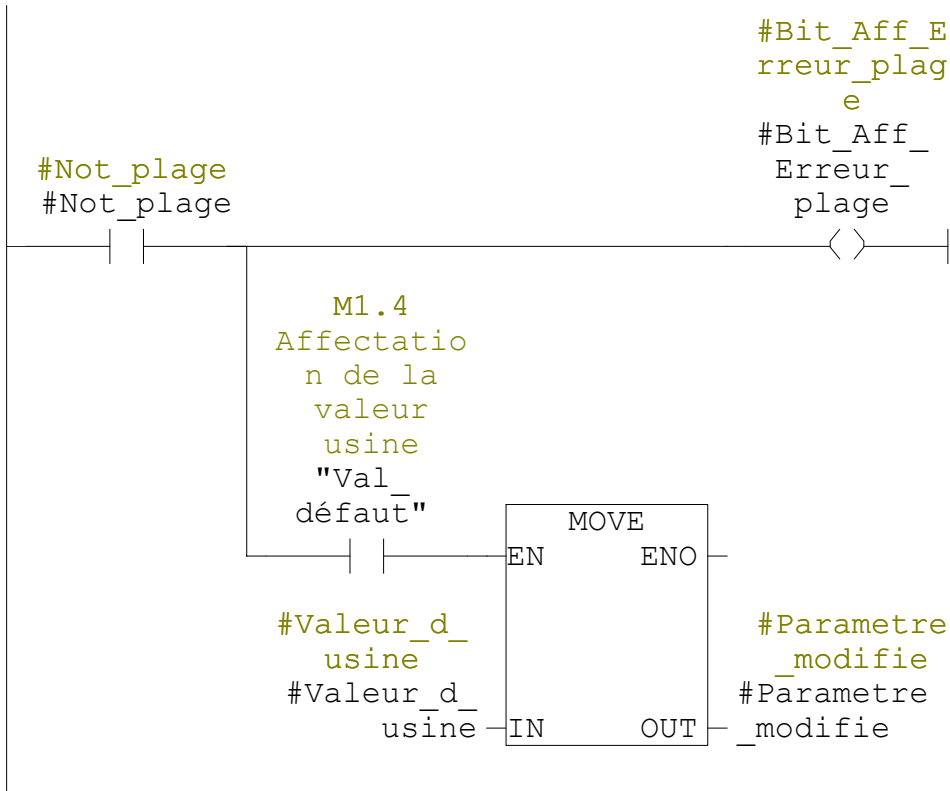 #Bit_Aff_E
rreur_plag
e
#Bit_Aff_
Erreur_
plage
#Not_plage
#Not_plage
M1.4
Affectatio
n de la
valeur
usine
"Val_
défaut"
MOVE
EN ENO
#Valeur_d_
usine
#Valeur_d_
usine
IN OUT
#Parametre
_modifie
#Parametre
_modifie